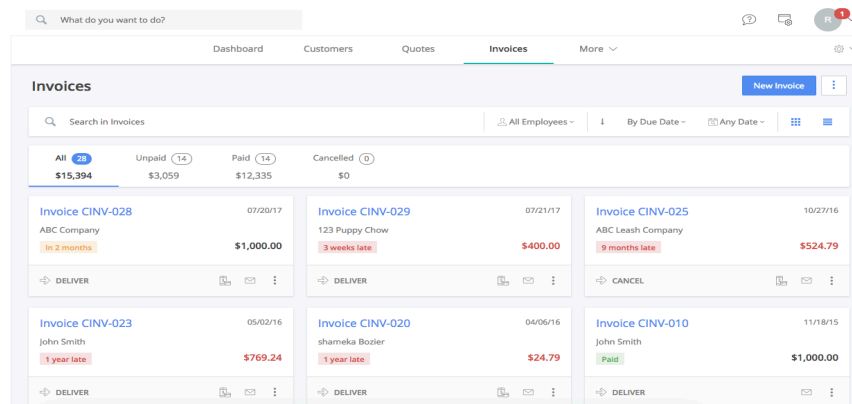 What do you want to do?
1
R
Dashboard Customers Quotes Invoices More
Invoices
New Invoice
Search in Invoices All Employees By Due Date Any Date
All 28 Unpaid 14 Paid 14 Cancelled 0
$15,394 $3,059 $12,335 $0
Invoice CINV-028 07/20/17
ABC Company
In 2 months $1,000.00
DELIVER
Invoice CINV-029 07/21/17
123 Puppy Chow
3 weeks late $400.00
DELIVER
Invoice CINV-025 10/27/16
ABC Leash Company
9 months late $524.79
CANCEL
Invoice CINV-023 05/02/16
John Smith
1 year late $769.24
DELIVER
Invoice CINV-020 04/06/16
shameka Bozier
1 year late $24.79
DELIVER
Invoice CINV-010 11/18/15
John Smith
Paid $1,000.00
DELIVER